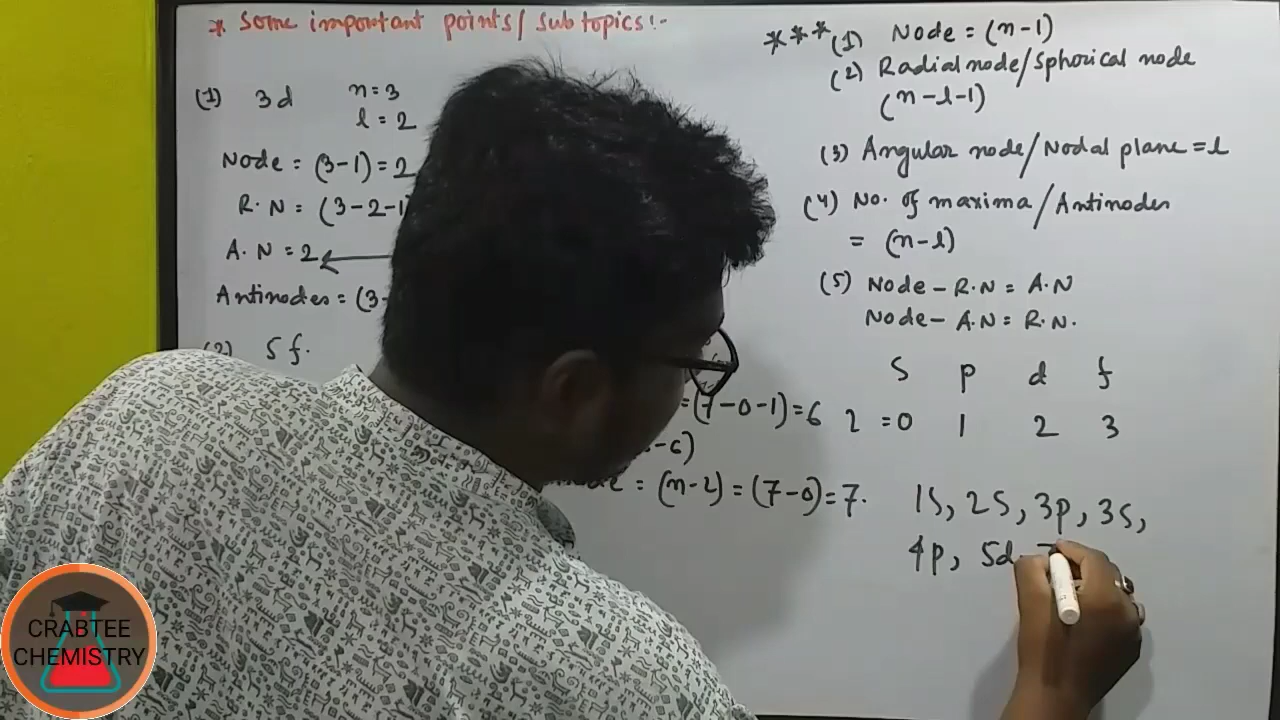 * Some important points/ subtopics:-
(1) 3d n=3
l = 2
Node = (3-1) = 2
R.N = (3-2-1)
A.N = 2
Antinodes = (3-
(2) 5f.
=(7-0-1)=6
-6)
= (n-l) = (7-0)=7.
*** (1) Node = (n-1)
(2) Radial node/Sphorical node
(n-l-1)
(3) Angular node/Nodal plane = l
(4) No. of maxima/Antinodes
= (n-l)
(5) Node - R.N = A.N
Node - A.N = R.N.
S p d f
l = 0 1 2 3
1S, 2S, 3p, 3S,
4p, 5d
CRABTEE
CHEMISTRY